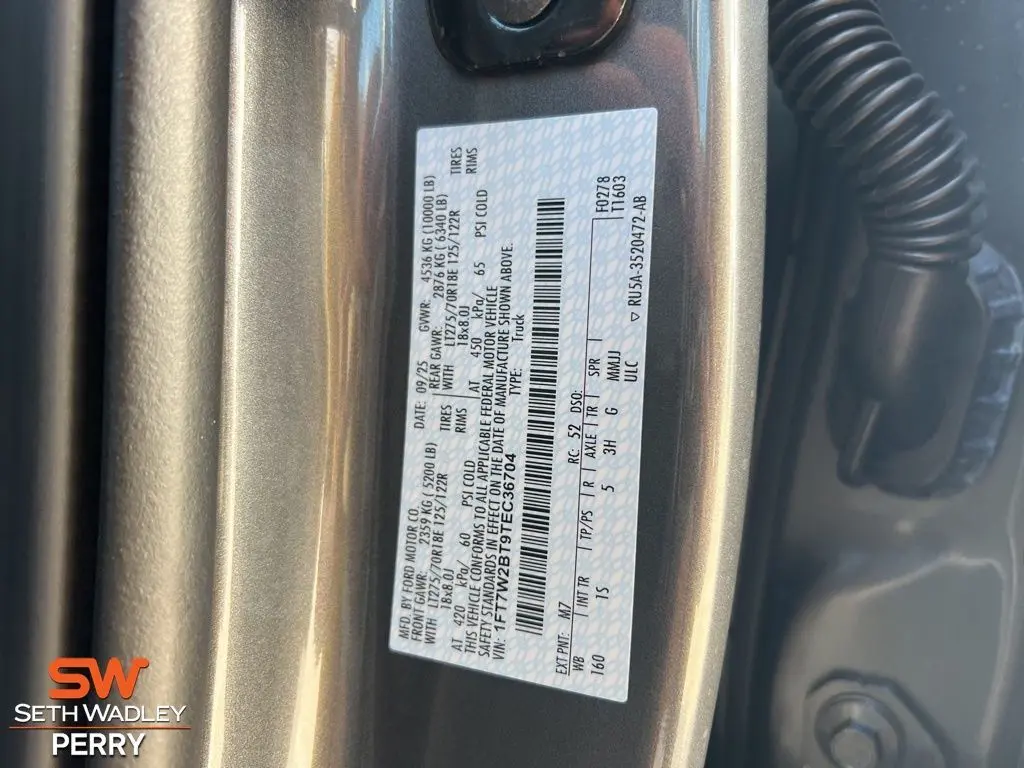 MFD BY FORD MOTOR CO.
DATE: 09/25 GVWR: 4536 KG (10000 LB)
FRONT GAWR: 2359 KG (5200 LB)
REAR GAWR: 2876 KG (6340 LB)
WITH LT275/70R18E 125/122R TIRES
WITH LT275/70R18E 125/122R TIRES
18x8.0J RIMS
18x8.0J RIMS
AT 420 kPa/ 60 PSI COLD
AT 450 kPa/ 65 PSI COLD
THIS VEHICLE CONFORMS TO ALL APPLICABLE FEDERAL MOTOR VEHICLE
SAFETY STANDARDS IN EFFECT ON THE DATE OF MANUFACTURE SHOWN ABOVE.
VIN: 1FT7W2BT9TEC36704 TYPE: Truck
EXT PNT: M7 RC: 52 DSO: F0278
WB INT TR TP/PS R AXLE TR SPR T1603
160 TS 5 3H G MMJJ
UILC ▽ RU5A-3520472-AB
SW
SETH WADLEY
PERRY